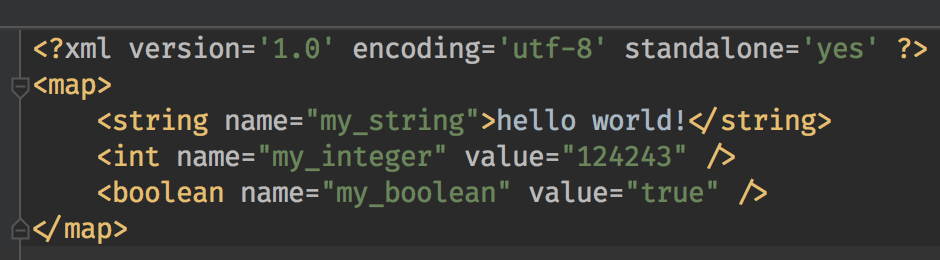 <?xml version='1.0' encoding='utf-8' standalone='yes' ?>
<map>
    <string name="my_string">hello world!</string>
    <int name="my_integer" value="124243" />
    <boolean name="my_boolean" value="true" />
</map>